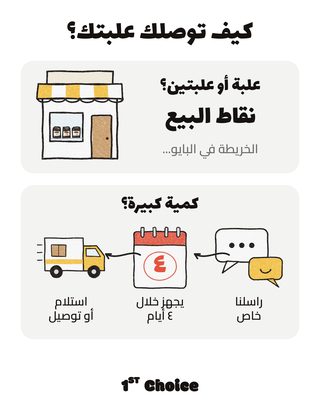 كيف توصلك علبتك؟
علبة أو علبتين؟
نقاط البيع
الخريطة في البايو...
كمية كبيرة؟
راسلنا
خاص
٤
يجهز خلال
٤ أيام
استلام
أو توصيل
1ST Choice